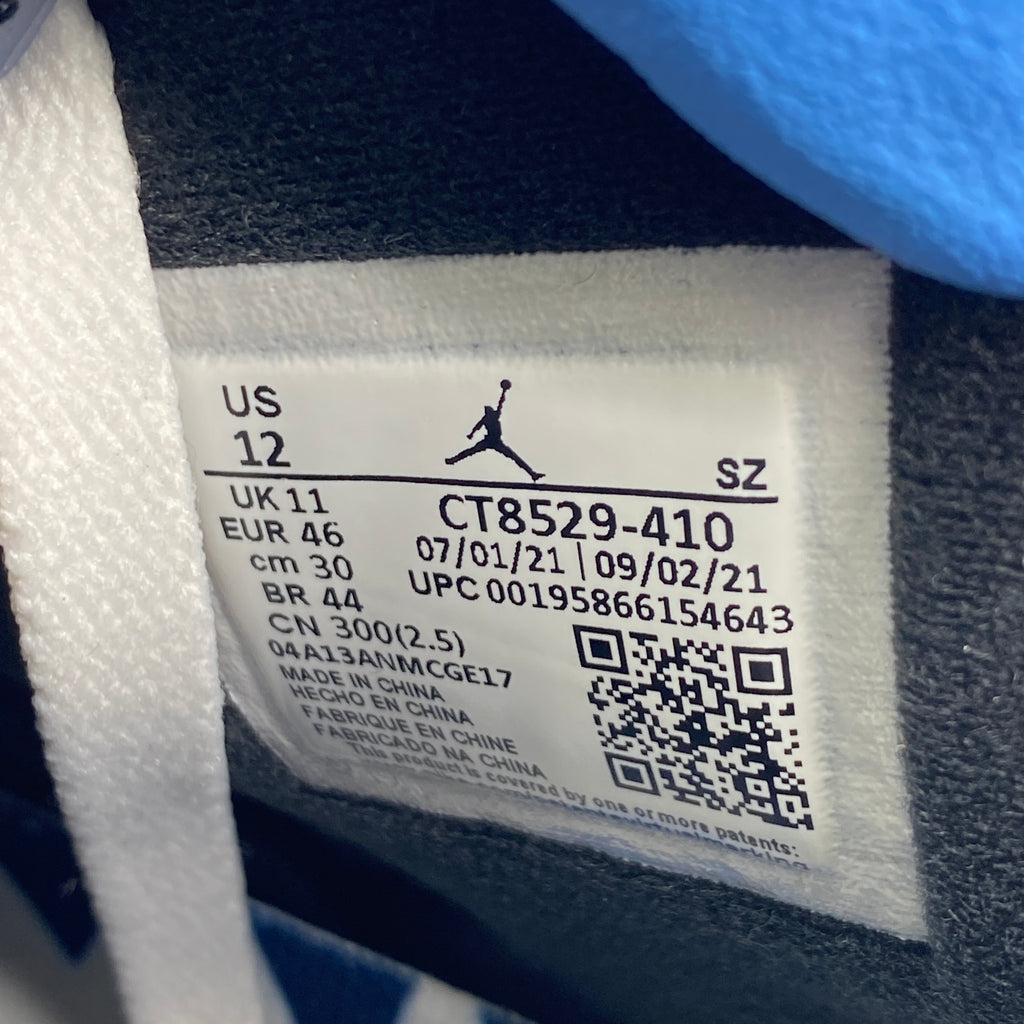 US
12
SZ
UK 11
EUR 46
cm 30
BR 44
CN 300(2.5)
CT8529-410
07/01/21 | 09/02/21
UPC 00195866154643
04A13ANMCGE17
MADE IN CHINA
HECHO EN CHINA
FABRIQUE EN CHINE
FABRICADO NA CHINA
This product is covered by one or more patents: